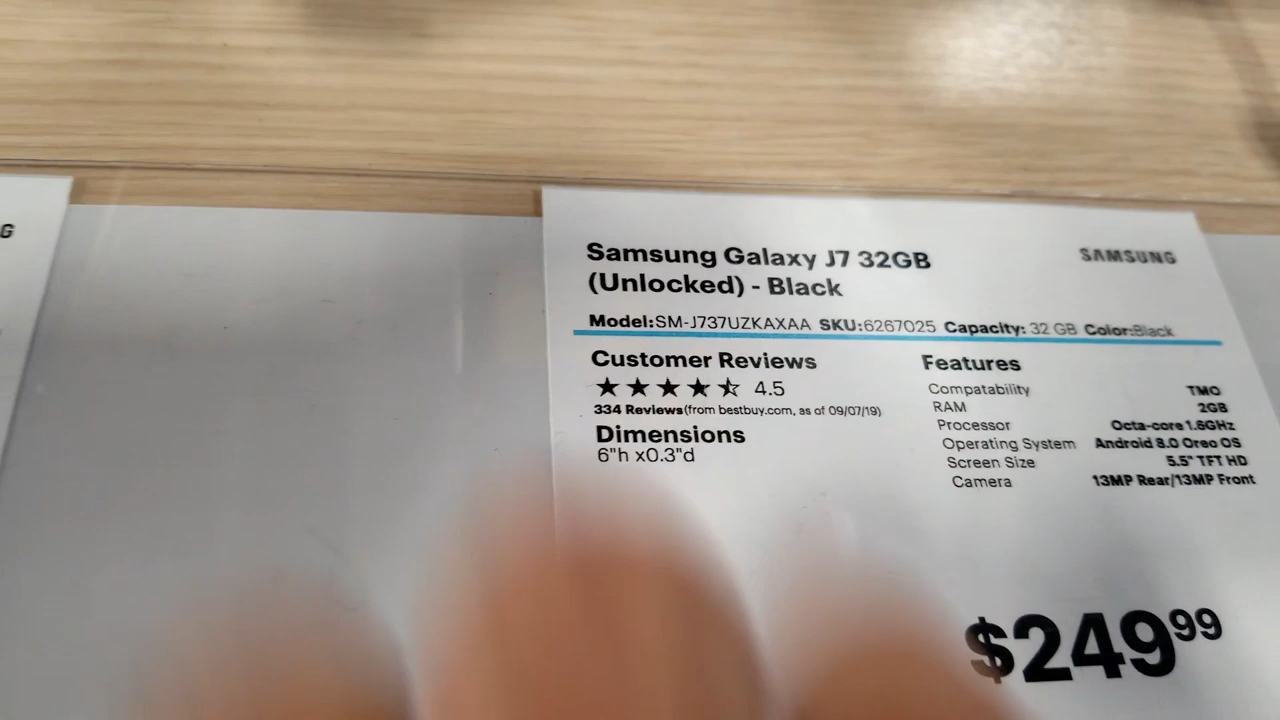 G
Samsung Galaxy J7 32GB
(Unlocked) - Black
SAMSUNG
Model:SM-J737UZKAXAA SKU:6267025 Capacity: 32 GB Color:Black
Customer Reviews
★★★★⯪ 4.5
334 Reviews(from bestbuy.com, as of 09/07/19)
Dimensions
6"h x0.3"d
Features
Compatability TMO
RAM 2GB
Processor Octa-core 1.6GHz
Operating System Android 8.0 Oreo OS
Screen Size 5.5" TFT HD
Camera 13MP Rear/13MP Front
$249 99